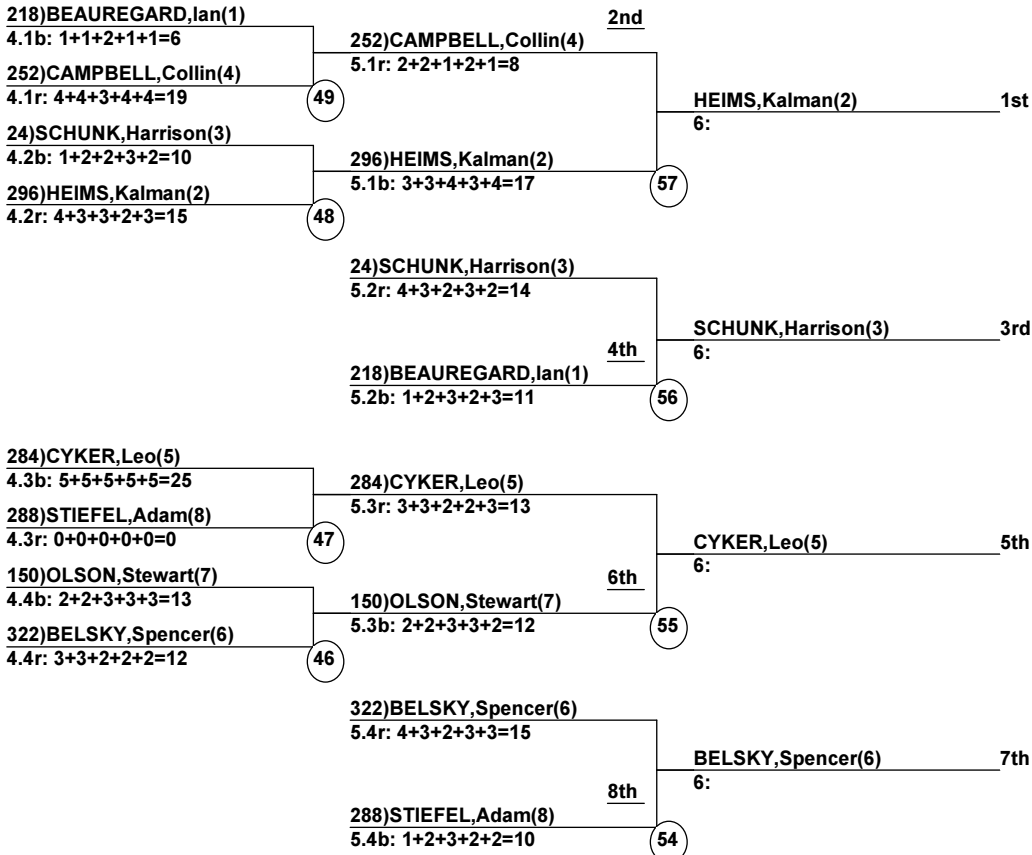 218)BEAUREGARD,Ian(1)
2nd
4.1b: 1+1+2+1+1=6
252)CAMPBELL,Collin(4)
5.1r: 2+2+1+2+1=8
252)CAMPBELL,Collin(4)
4.1r: 4+4+3+4+4=19
49
HEIMS,Kalman(2)
1st
6:
24)SCHUNK,Harrison(3)
4.2b: 1+2+2+3+2=10
296)HEIMS,Kalman(2)
5.1b: 3+3+4+3+4=17
57
296)HEIMS,Kalman(2)
4.2r: 4+3+3+2+3=15
48
24)SCHUNK,Harrison(3)
5.2r: 4+3+2+3+2=14
SCHUNK,Harrison(3)
3rd
6:
4th
218)BEAUREGARD,Ian(1)
5.2b: 1+2+3+2+3=11
56
284)CYKER,Leo(5)
4.3b: 5+5+5+5+5=25
284)CYKER,Leo(5)
5.3r: 3+3+2+2+3=13
288)STIEFEL,Adam(8)
4.3r: 0+0+0+0+0=0
47
CYKER,Leo(5)
5th
6:
150)OLSON,Stewart(7)
4.4b: 2+2+3+3+3=13
6th
150)OLSON,Stewart(7)
5.3b: 2+2+3+3+2=12
55
322)BELSKY,Spencer(6)
4.4r: 3+3+2+2+2=12
46
322)BELSKY,Spencer(6)
5.4r: 4+3+2+3+3=15
BELSKY,Spencer(6)
7th
6:
8th
288)STIEFEL,Adam(8)
5.4b: 1+2+3+2+2=10
54